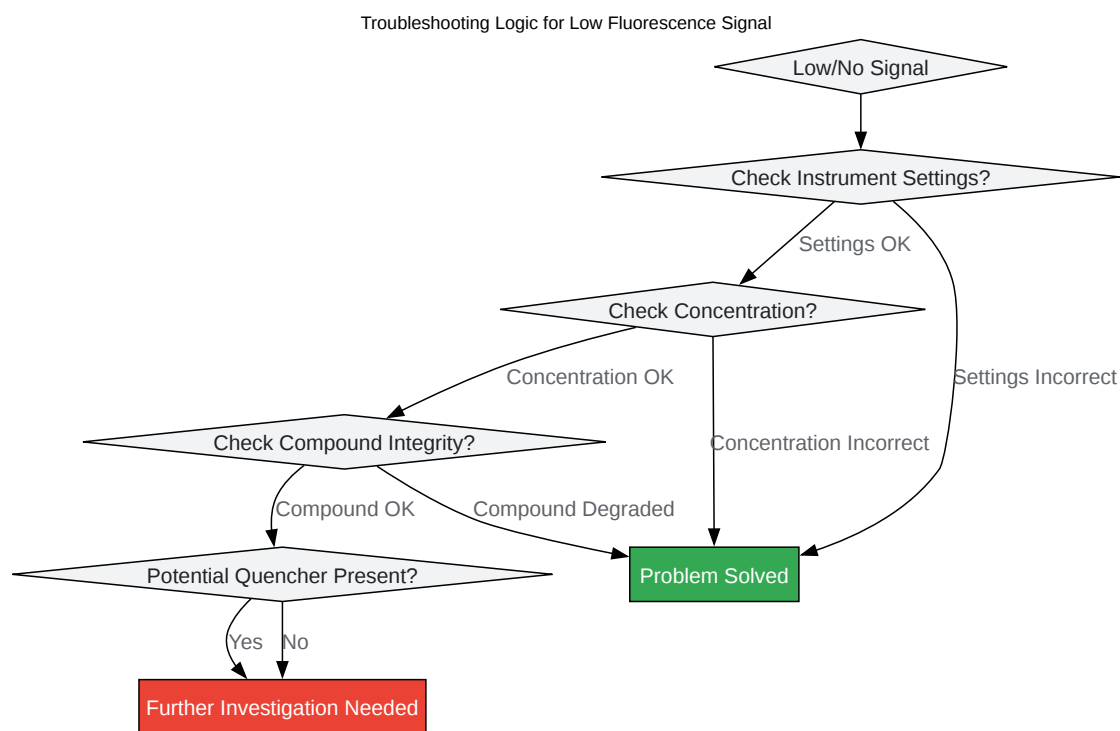 Troubleshooting Logic for Low Fluorescence Signal
Low/No Signal
Check Instrument Settings?
Settings OK
Check Concentration?
Concentration OK
Settings Incorrect
Check Compound Integrity?
Concentration Incorrect
Compound OK
Compound Degraded
Potential Quencher Present?
Problem Solved
Yes
No
Further Investigation Needed